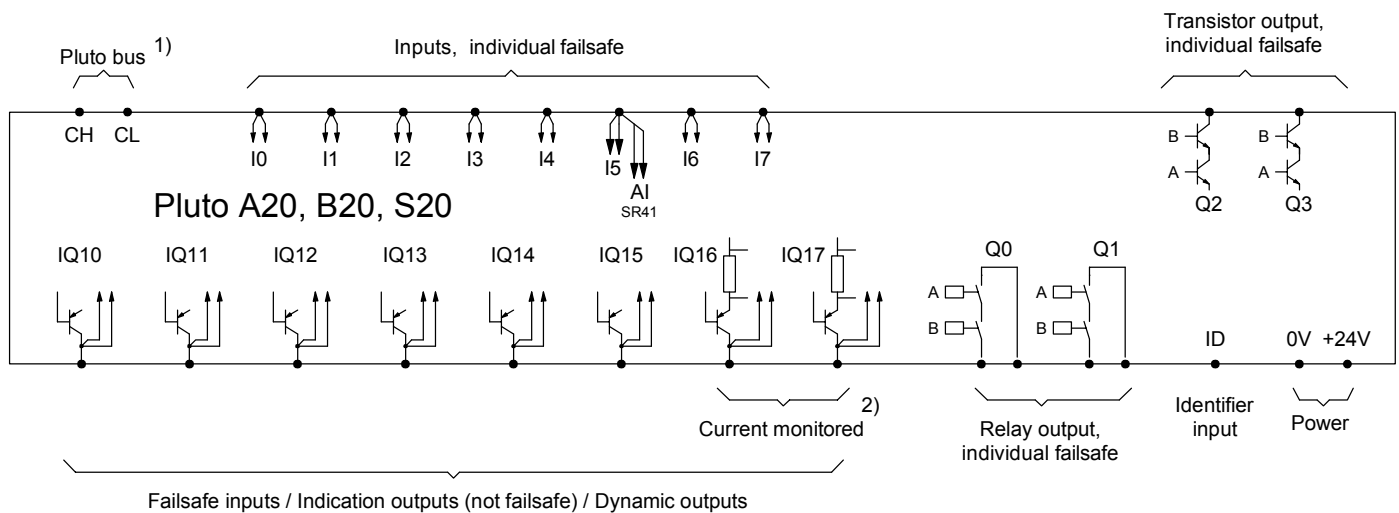 Transistor output,
individual failsafe
Pluto bus 1)
Inputs, individual failsafe
CH CL
I0 I1 I2 I3 I4 I5 I6 I7
AI
SR41
B B
A A
Q2 Q3
Pluto A20, B20, S20
IQ10 IQ11 IQ12 IQ13 IQ14 IQ15 IQ16 IQ17 Q0 Q1
A A
B B
ID 0V +24V
Current monitored 2)
Relay output,
individual failsafe
Identifier
input
Power
Failsafe inputs / Indication outputs (not failsafe) / Dynamic outputs